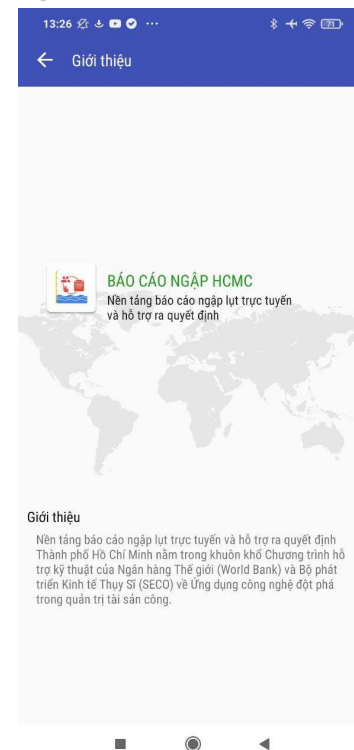 13:26 ...
71
Giới thiệu
BÁO CÁO NGẬP HCMC
Nền tảng báo cáo ngập lụt trực tuyến
và hỗ trợ ra quyết định
Giới thiệu
Nền tảng báo cáo ngập lụt trực tuyến và hỗ trợ ra quyết định
Thành phố Hồ Chí Minh nằm trong khuôn khổ Chương trình hỗ
trợ kỹ thuật của Ngân hàng Thế giới (World Bank) và Bộ phát
triển Kinh tế Thụy Sĩ (SECO) về Ứng dụng công nghệ đột phá
trong quản trị tài sản công.